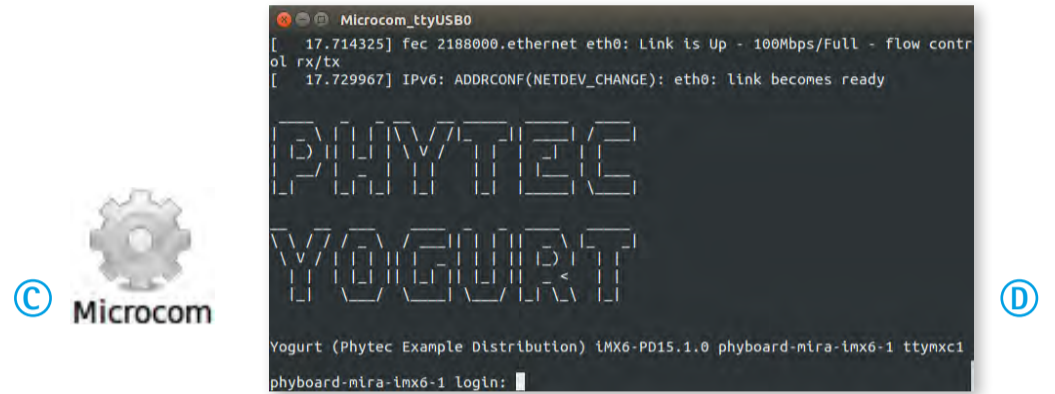 Microcom_ttyUSB0
[   17.714325] fec 2188000.ethernet eth0: Link is Up - 100Mbps/Full - flow contr
ol rx/tx
[   17.729967] IPv6: ADDRCONF(NETDEV_CHANGE): eth0: link becomes ready
PHYTEC
YOGURT
Ⓒ
Microcom
Ⓓ
Yogurt (Phytec Example Distribution) iMX6-PD15.1.0 phyboard-mira-imx6-1 ttymxc1
phyboard-mira-imx6-1 login: